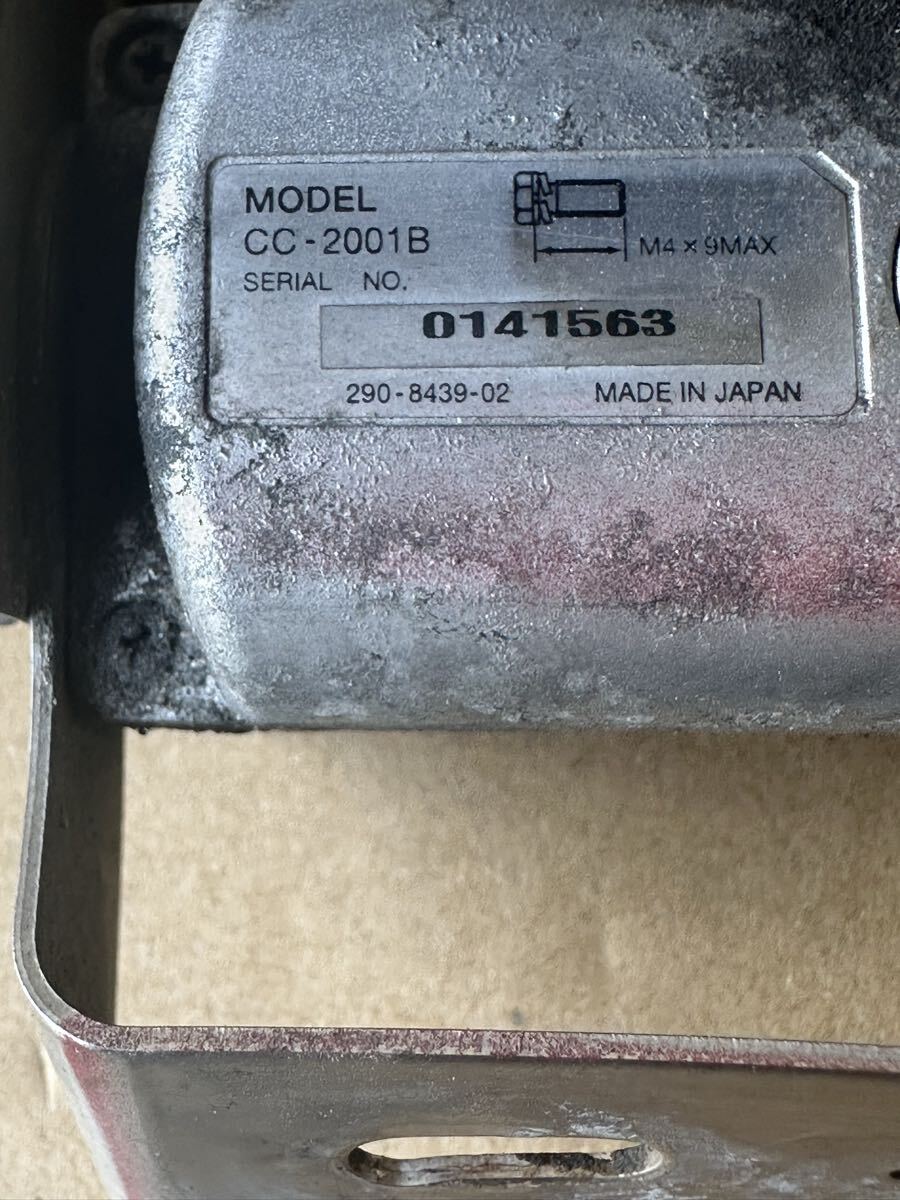 MODEL
CC-2001B
M4×9MAX
SERIAL NO.
0141563
290-8439-02 MADE IN JAPAN